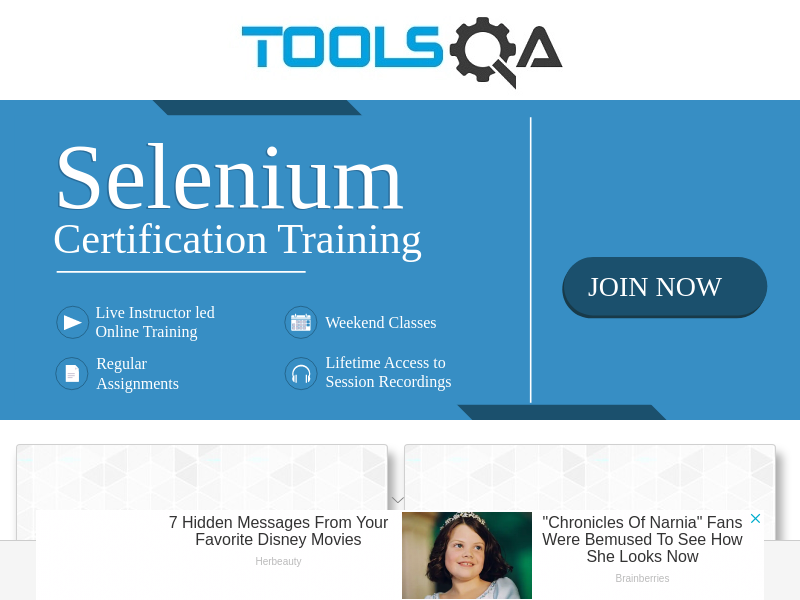 TOOLSQA
Selenium
Certification Training
JOIN NOW
Live Instructor led
Online Training
Weekend Classes
Regular
Assignments
Lifetime Access to
Session Recordings
7 Hidden Messages From Your
Favorite Disney Movies
Herbeauty
"Chronicles Of Narnia" Fans
Were Bemused To See How
She Looks Now
Brainberries